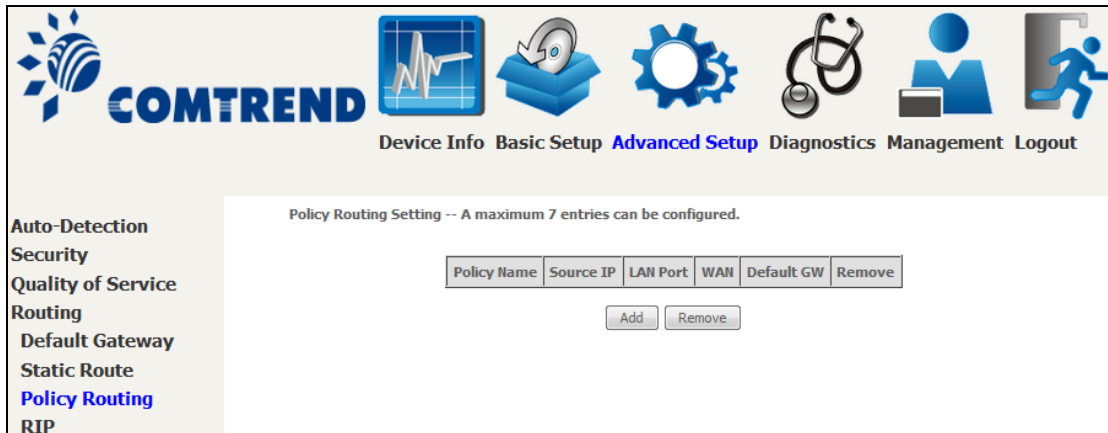 COMTREND
Device Info Basic Setup Advanced Setup Diagnostics Management Logout
Auto-Detection
Security
Quality of Service
Routing
Default Gateway
Static Route
Policy Routing
RIP
Policy Routing Setting -- A maximum 7 entries can be configured.
Policy Name Source IP LAN Port WAN Default GW Remove
Add Remove